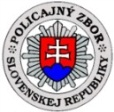 POLICAJNÝ ZBOR
SLOVENSKEJ REPUBLIKY